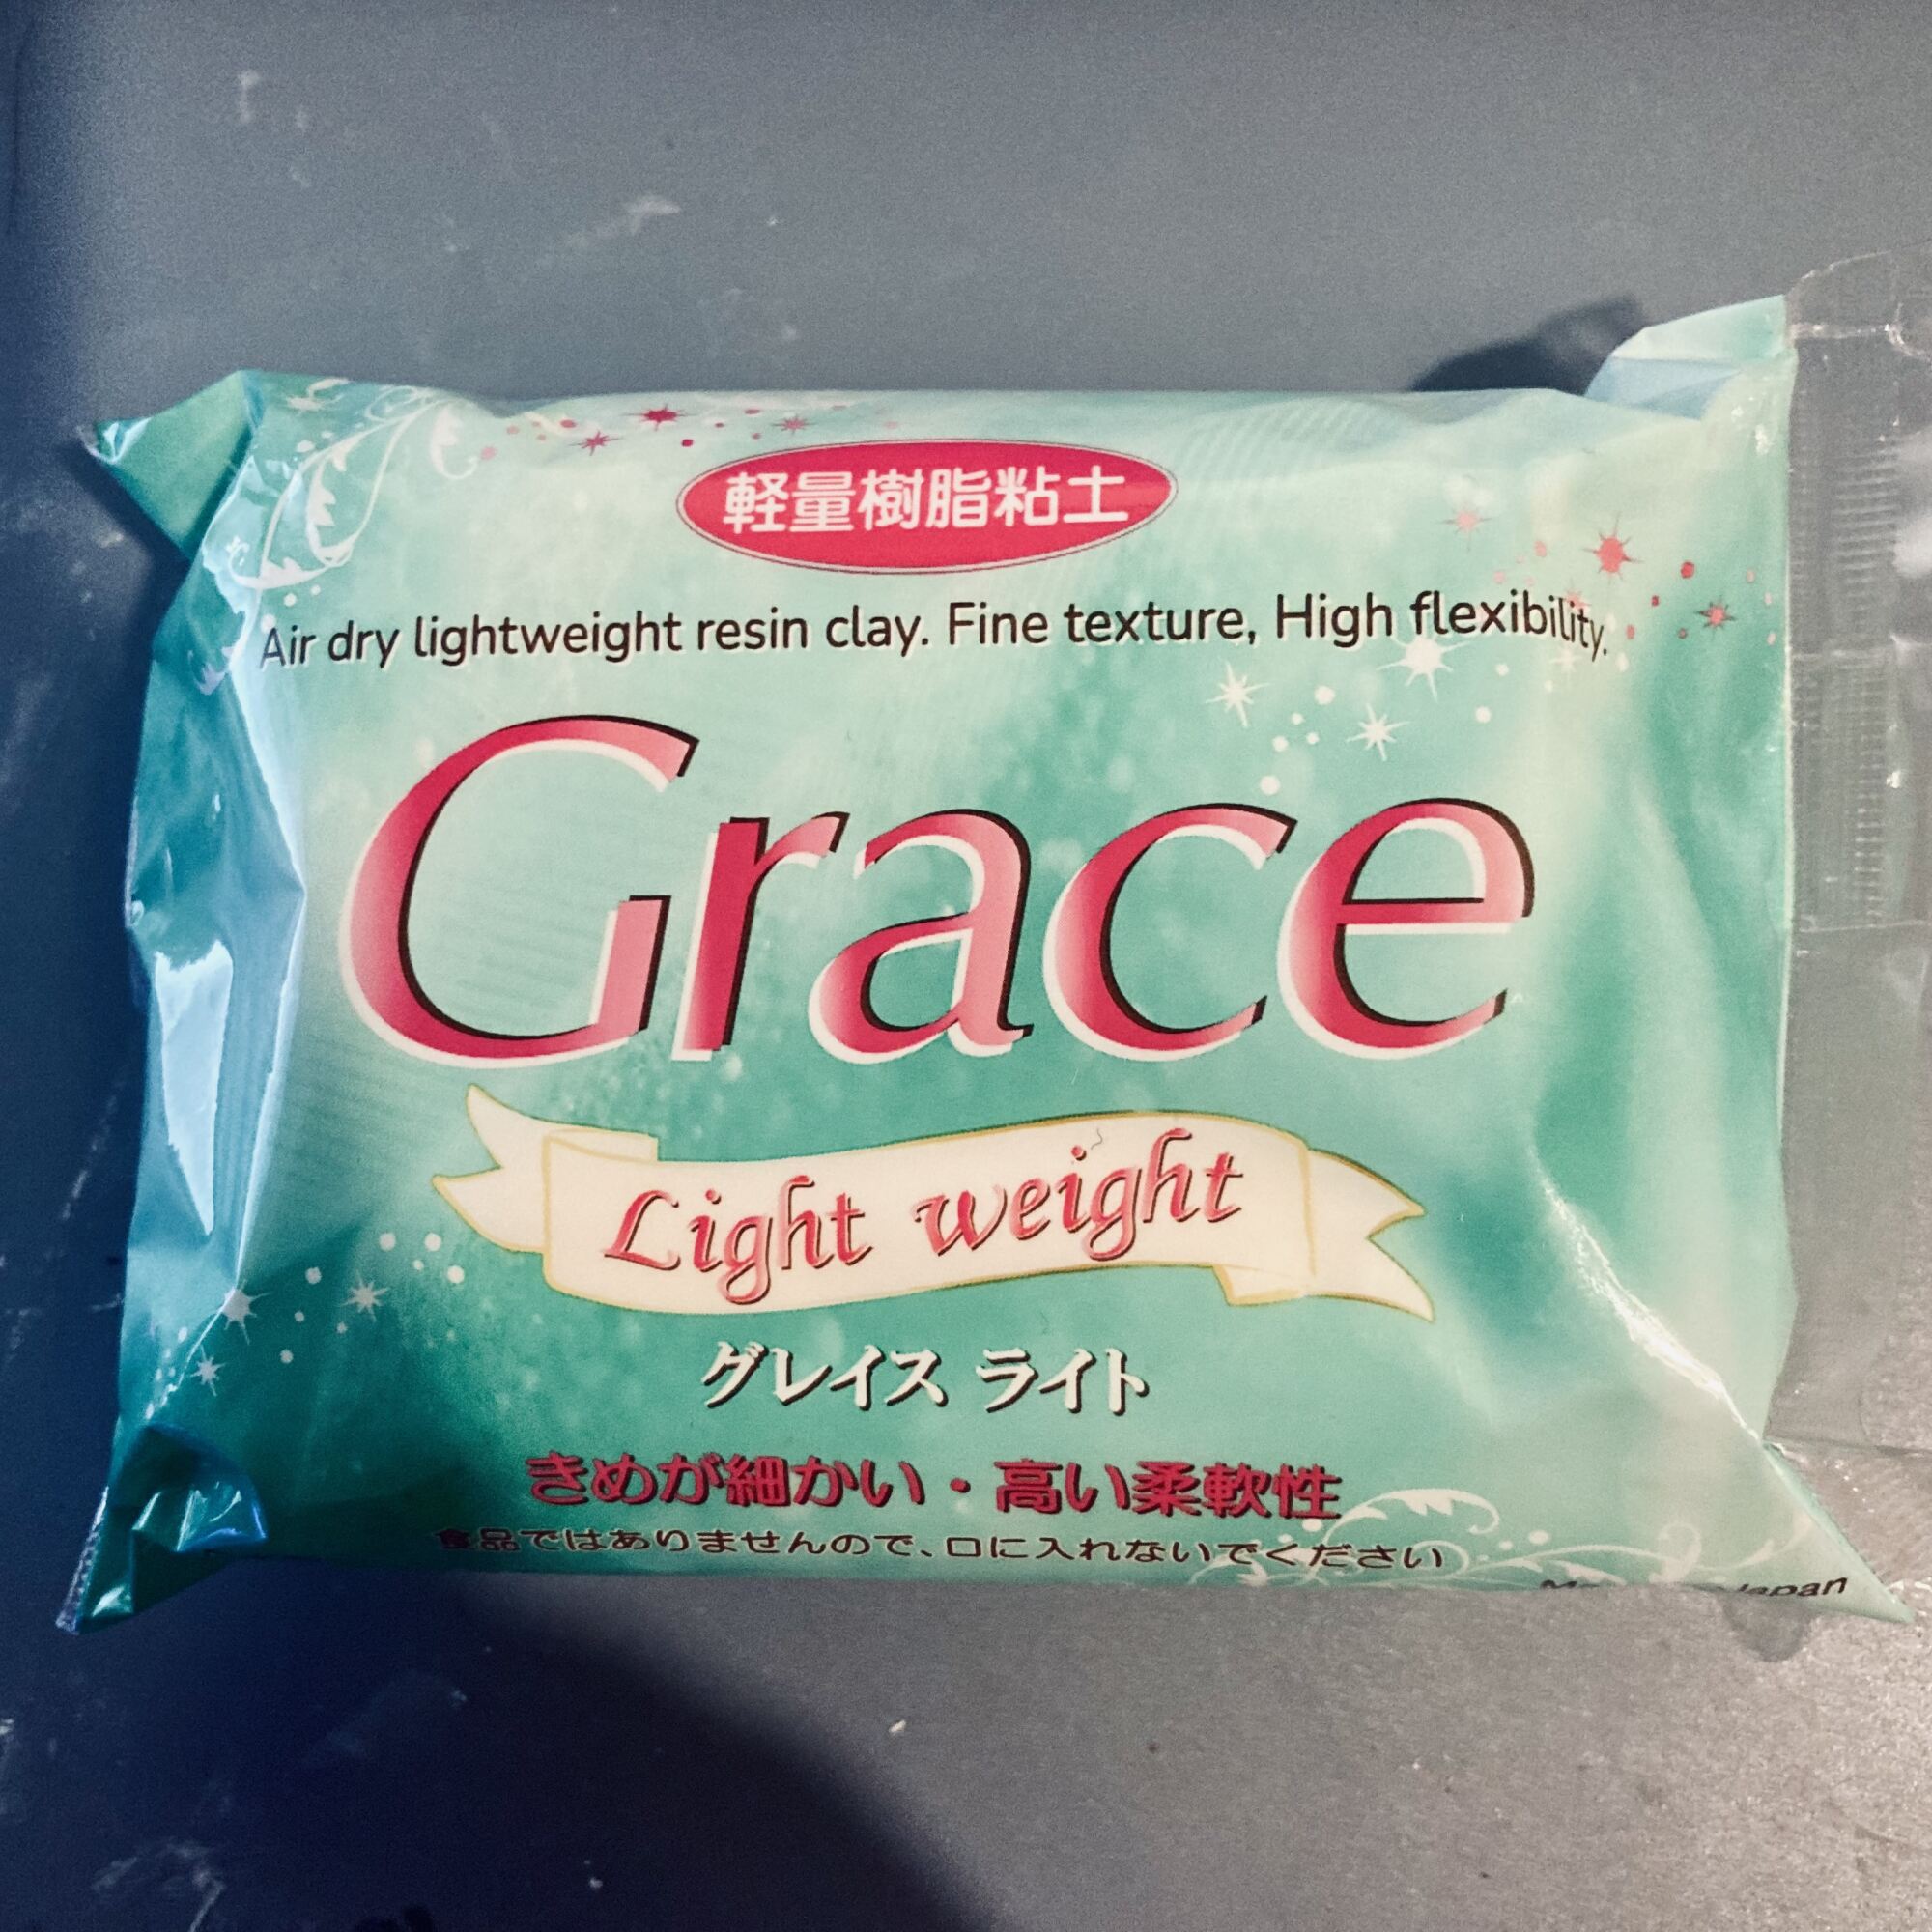 軽量樹脂粘土
Air dry lightweight resin clay. Fine texture, High flexibility.
Grace
Light weight
グレイス ライト
きめが細かい・高い柔軟性
食品ではありませんので、口に入れないでください
Japan